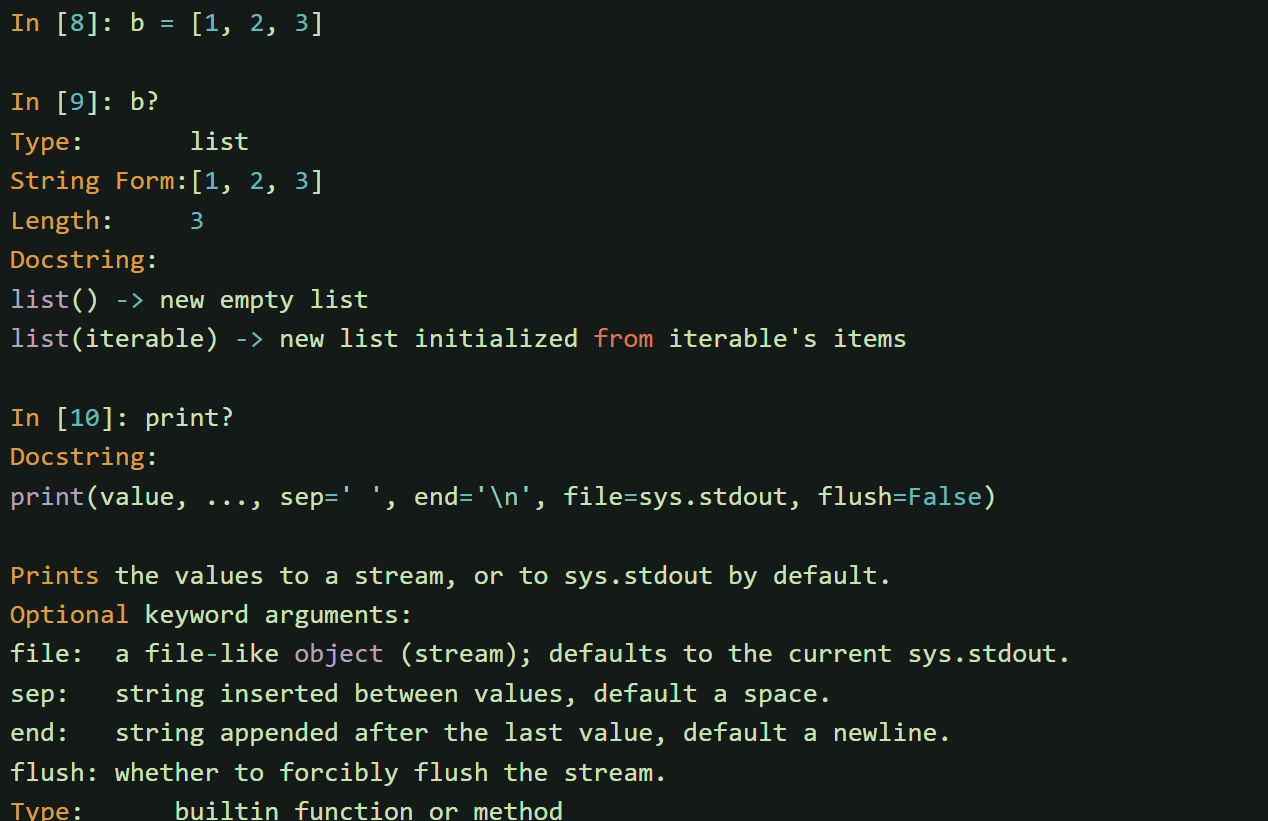 In [8]: b = [1, 2, 3]
In [9]: b?
Type:       list
String Form:[1, 2, 3]
Length:     3
Docstring:
list() -> new empty list
list(iterable) -> new list initialized from iterable's items
In [10]: print?
Docstring:
print(value, ..., sep=' ', end='\n', file=sys.stdout, flush=False)
Prints the values to a stream, or to sys.stdout by default.
Optional keyword arguments:
file:  a file-like object (stream); defaults to the current sys.stdout.
sep:   string inserted between values, default a space.
end:   string appended after the last value, default a newline.
flush: whether to forcibly flush the stream.
Type:      builtin_function_or_method